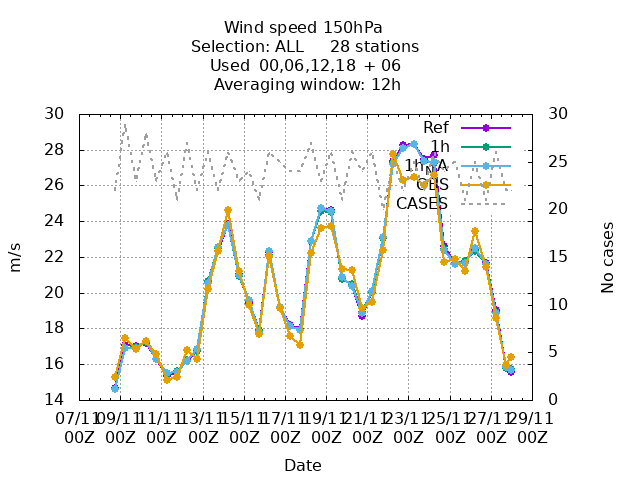 Wind speed 150hPa
Selection: ALL 28 stations
Used 00,06,12,18 + 06
Averaging window: 12h
30 30
28
26 25
24
22 20
20 15
18 10
16 5
14 0
m/s
No cases
Ref
1h
1hNA
OBS
CASES
07/11 09/11 11/11 13/11 15/11 17/11 19/11 21/11 23/11 25/11 27/11 29/11
00Z 00Z 00Z 00Z 00Z 00Z 00Z 00Z 00Z 00Z 00Z 00Z
Date